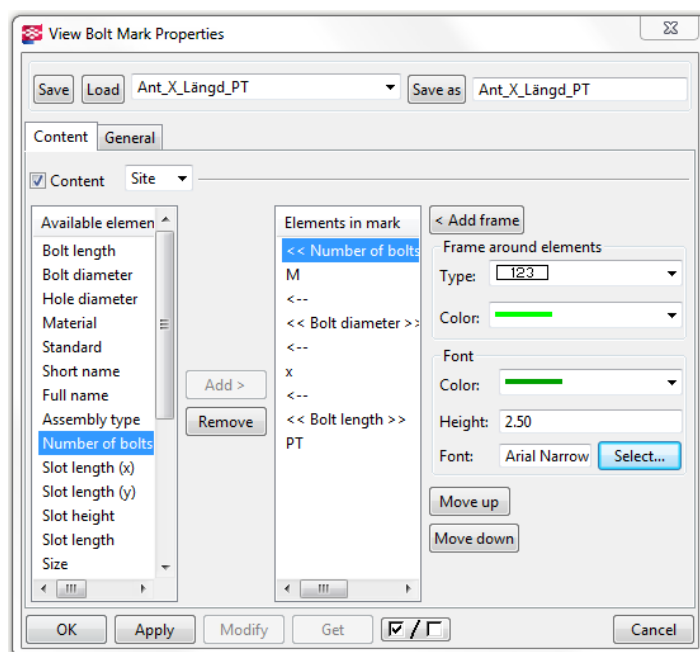 View Bolt Mark Properties
Save Load Ant_X_Längd_PT Save as Ant_X_Längd_PT
Content General
Content Site
Available elemen
Bolt length
Bolt diameter
Hole diameter
Material
Standard
Short name
Full name
Assembly type
Number of bolts
Slot length (x)
Slot length (y)
Slot height
Slot length
Size
Add >
Remove
Elements in mark
<< Number of bolts
M
<--
<< Bolt diameter >>
<--
x
<--
<< Bolt length >>
PT
< Add frame
Frame around elements
Type: 123
Color:
Font
Color:
Height: 2.50
Font: Arial Narrow Select...
Move up
Move down
OK Apply Modify Get / Cancel